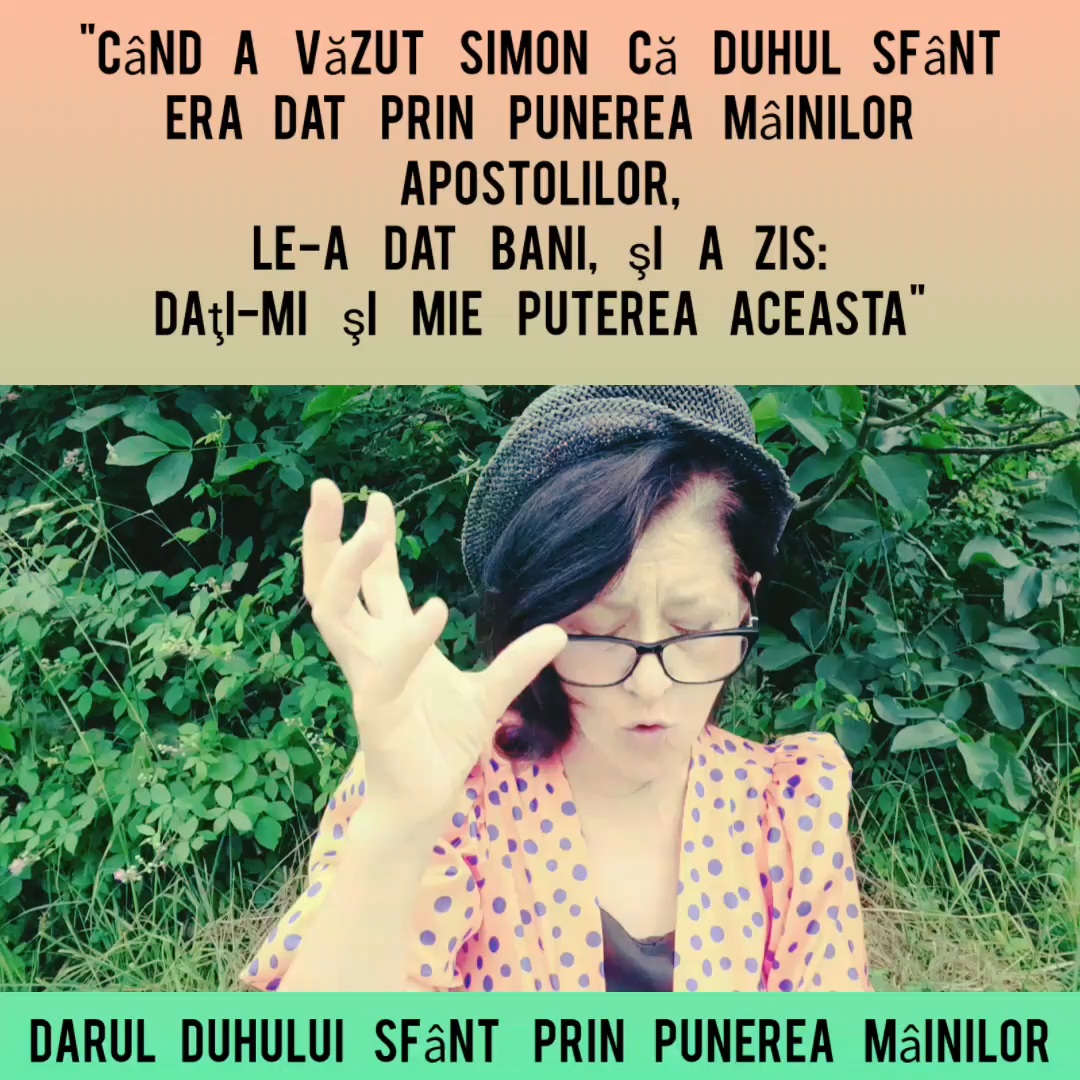 "CâND A VăZUT SIMON Că DUHUL SFâNT
ERA DAT PRIN PUNEREA MâINILOR
APOSTOLILOR,
LE-A DAT BANI, şI A ZIS:
DAţI-MI şI MIE PUTEREA ACEASTA"
DARUL DUHULUI SFâNT PRIN PUNEREA MâINILOR